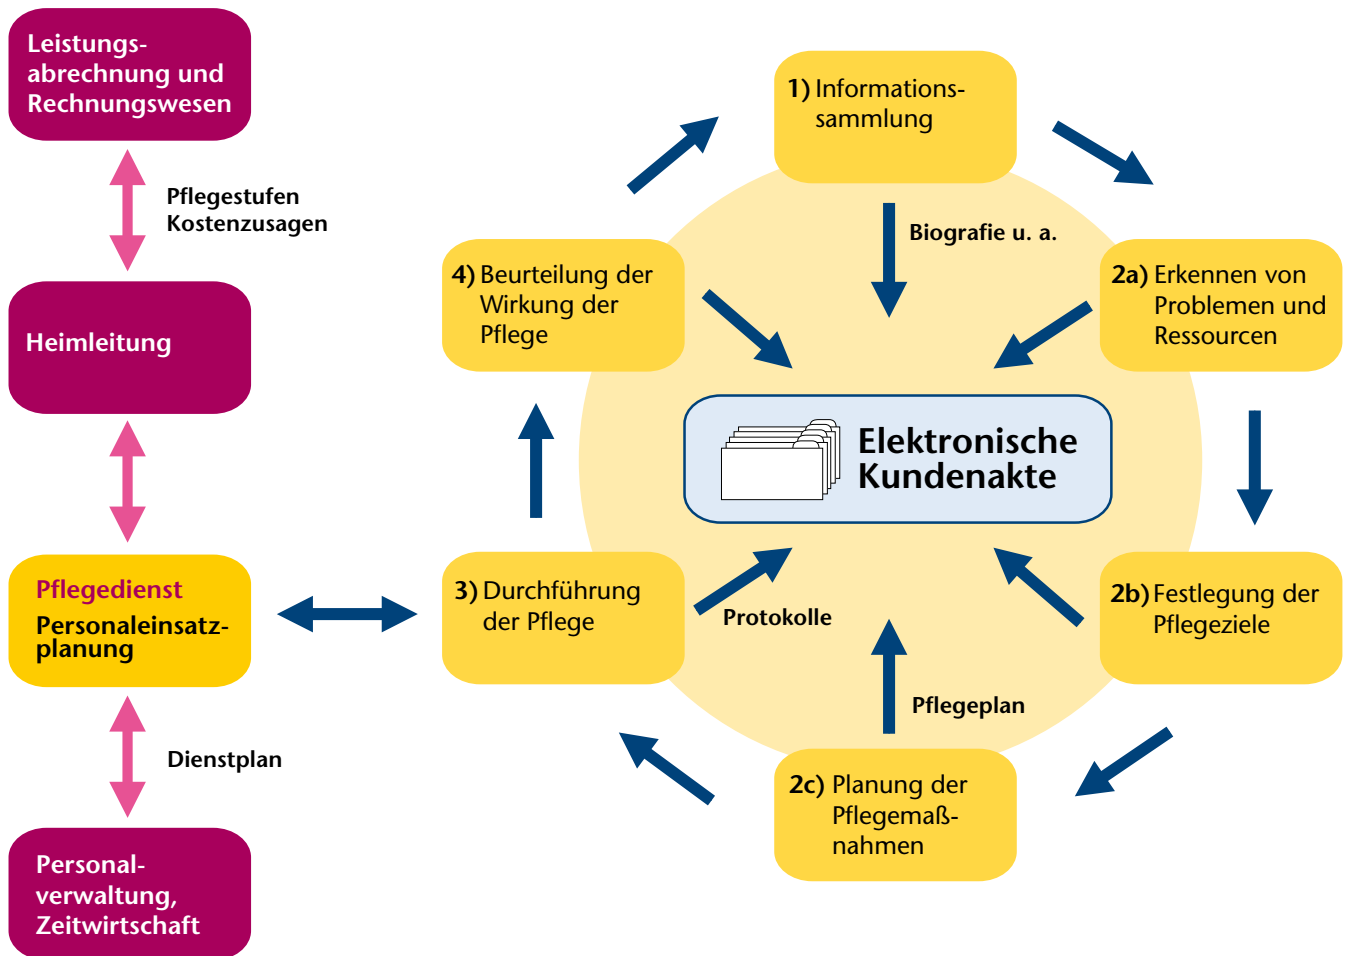 Leistungs-
abrechnung und
Rechnungswesen
Pflegestufen
Kostenzusagen
Heimleitung
Pflegedienst
Personaleinsatz-
planung
Dienstplan
Personal-
verwaltung,
Zeitwirtschaft
1) Informations-
sammlung
Biografie u. a.
2a) Erkennen von
Problemen und
Ressourcen
2b) Festlegung der
Pflegeziele
2c) Planung der
Pflegemaß-
nahmen
Pflegeplan
3) Durchführung
der Pflege
Protokolle
4) Beurteilung der
Wirkung der
Pflege
Elektronische
Kundenakte